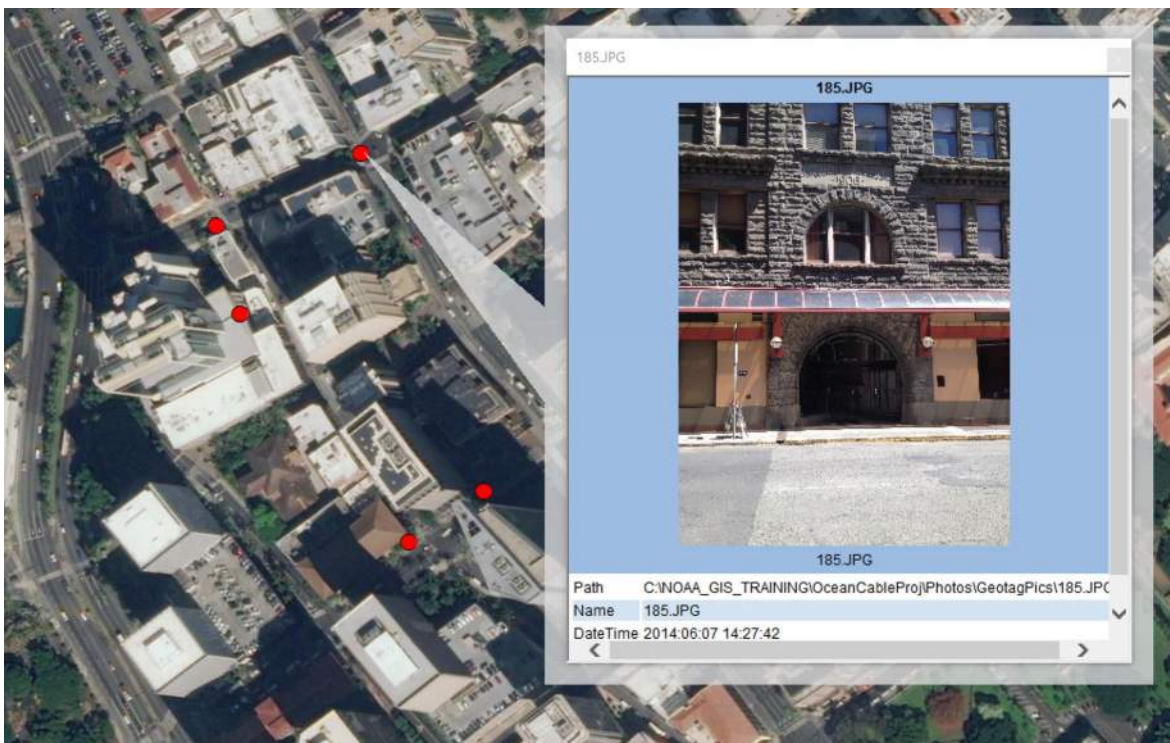 185.JPG
185.JPG
185.JPG
Path C:\NOAA_GIS_TRAINING\OceanCableProj\Photos\GeotagPics\185.JPG
Name 185.JPG
DateTime 2014:06:07 14:27:42